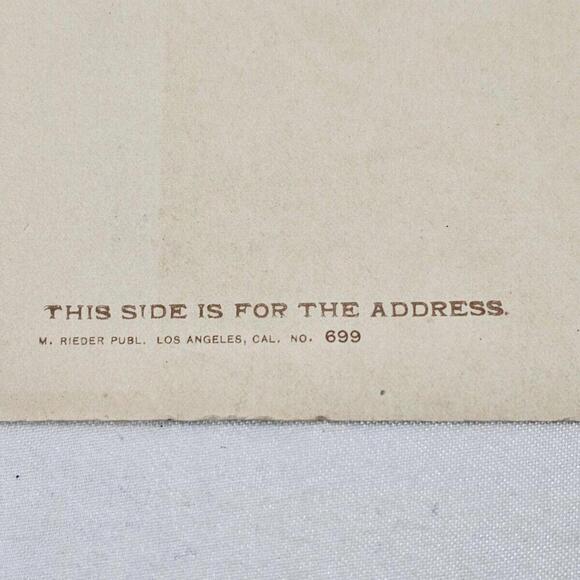 THIS SIDE IS FOR THE ADDRESS.
M. RIEDER PUBL. LOS ANGELES, CAL. NO. 699